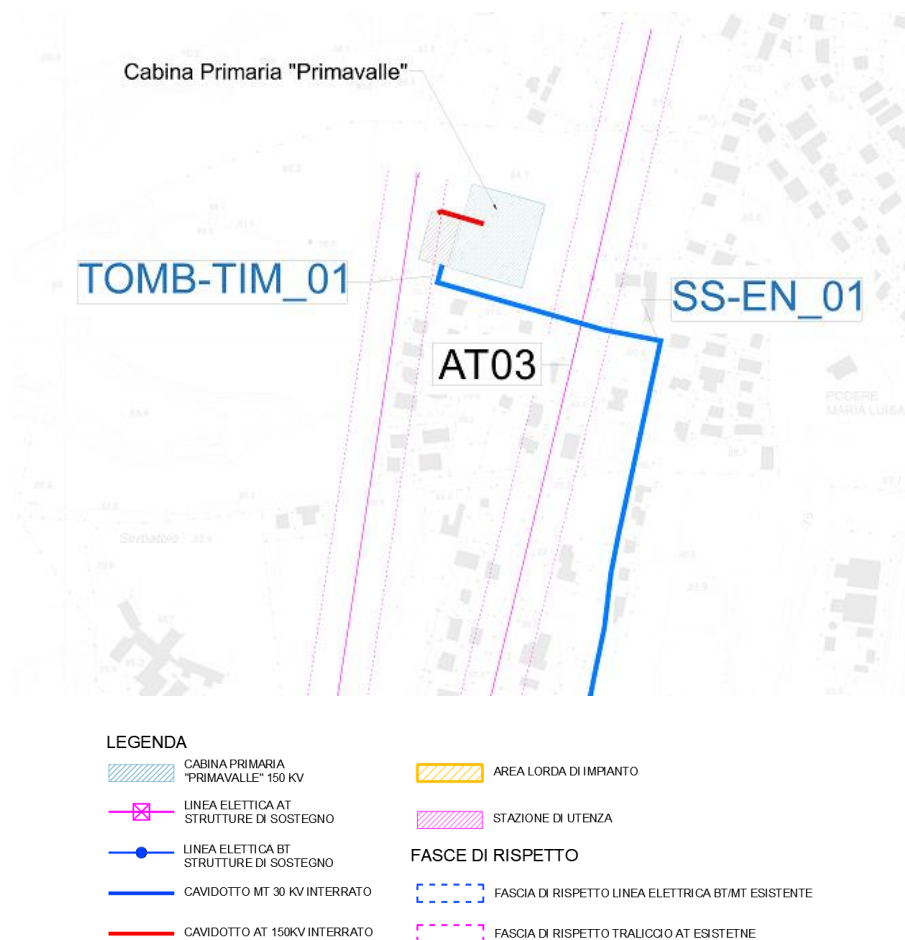 Cabina Primaria "Primavalle"
TOMB-TIM_01
SS-EN_01
AT03
PODERE
MARIA LUISA
Serbatoio
LEGENDA
CABINA PRIMARIA
"PRIMAVALLE" 150 KV
LINEA ELETTICA AT
STRUTTURE DI SOSTEGNO
LINEA ELETTICA BT
STRUTTURE DI SOSTEGNO
CAVIDOTTO MT 30 KV INTERRATO
CAVIDOTTO AT 150KV INTERRATO
AREA LORDA DI IMPIANTO
STAZIONE DI UTENZA
FASCE DI RISPETTO
FASCIA DI RISPETTO LINEA ELETTRICA BT/MT ESISTENTE
FASCIA DI RISPETTO TRALICCIO AT ESISTETNE